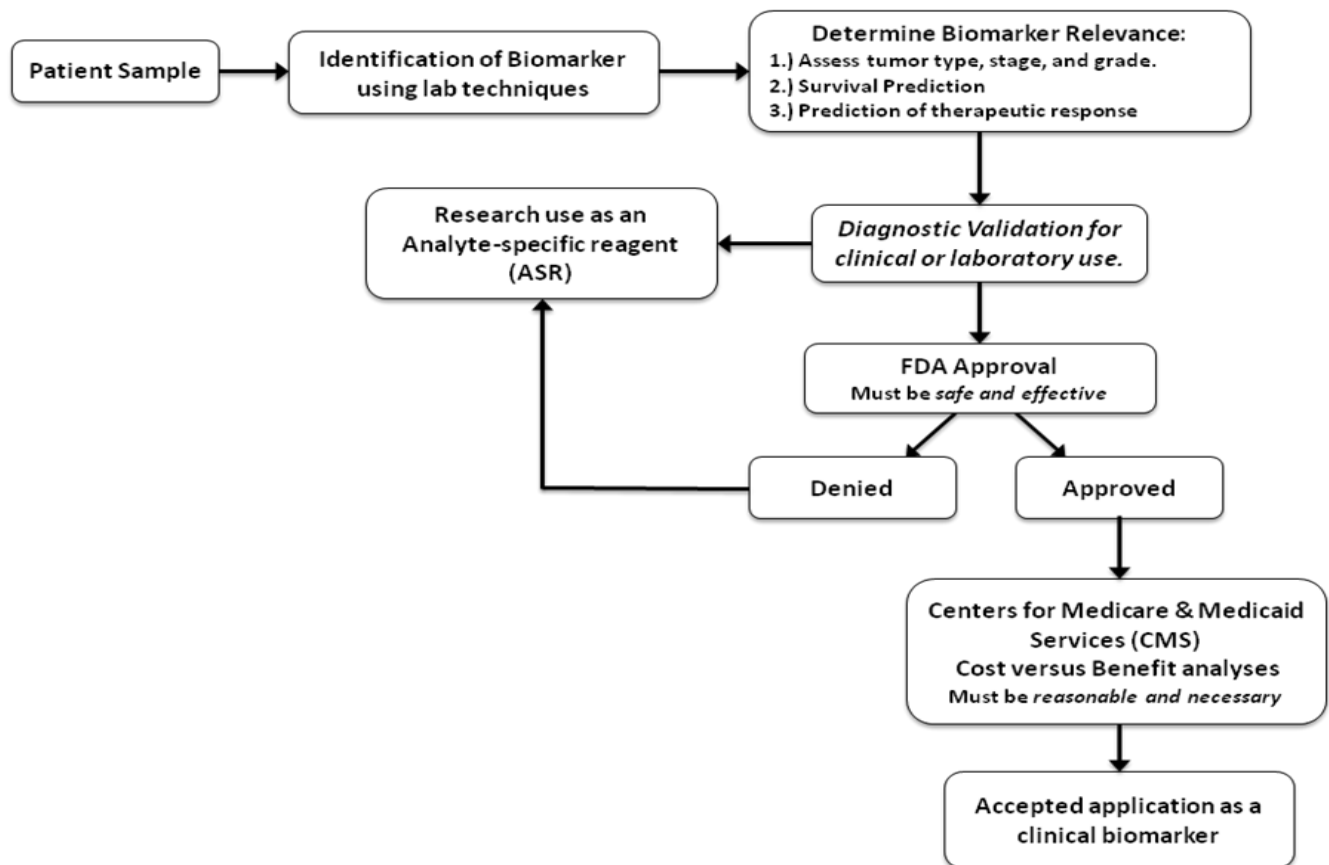 Patient Sample
Identification of Biomarker
using lab techniques
Determine Biomarker Relevance:
1.) Assess tumor type, stage, and grade.
2.) Survival Prediction
3.) Prediction of therapeutic response
Research use as an
Analyte-specific reagent
(ASR)
Diagnostic Validation for
clinical or laboratory use.
FDA Approval
Must be safe and effective
Denied
Approved
Centers for Medicare & Medicaid
Services (CMS)
Cost versus Benefit analyses
Must be reasonable and necessary
Accepted application as a
clinical biomarker